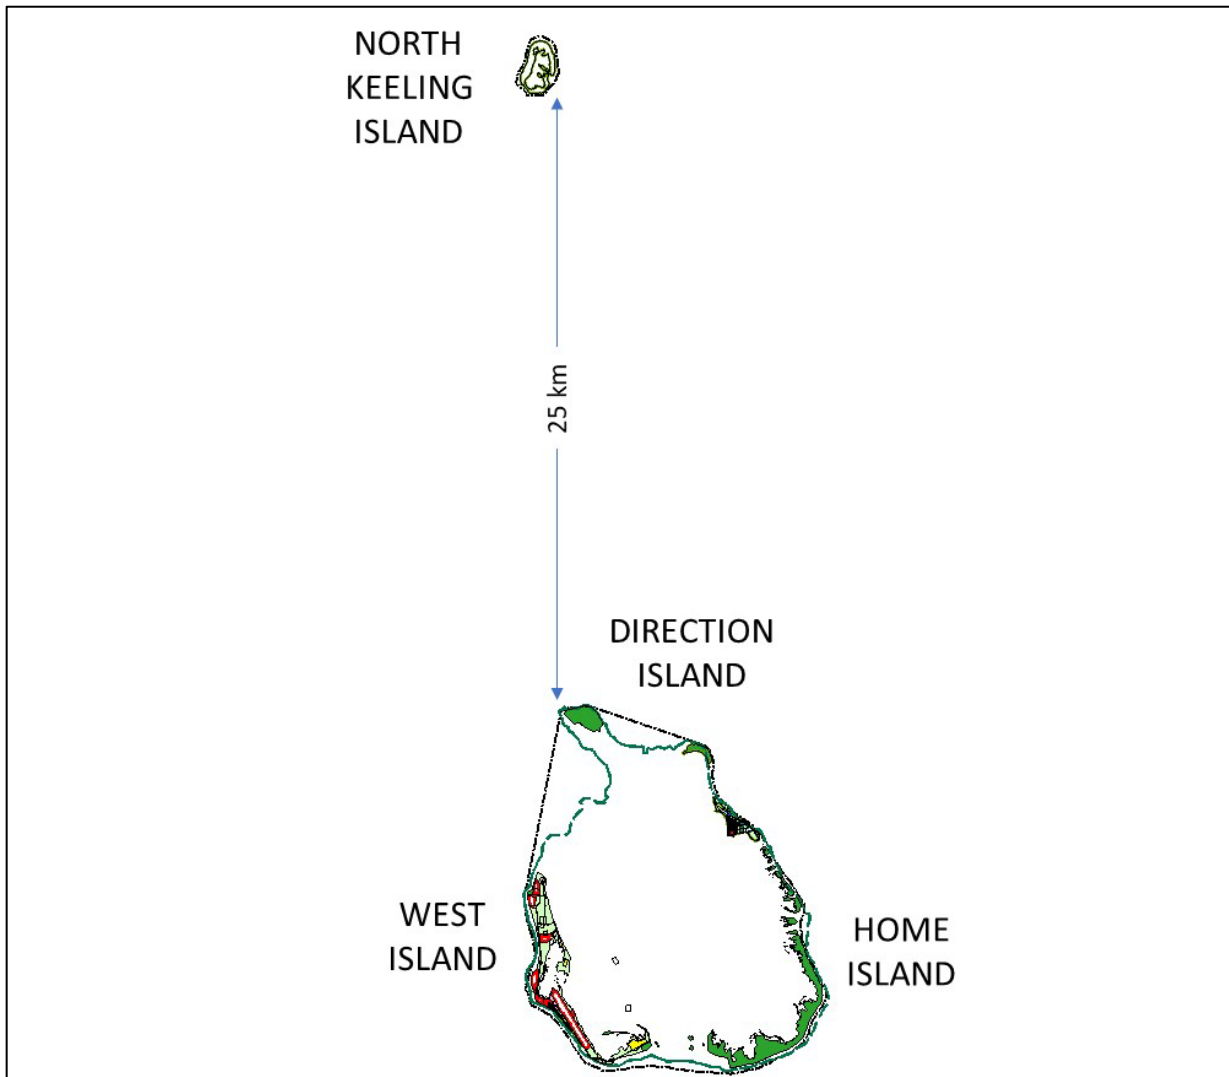 NORTH
KEELING
ISLAND
25 km
DIRECTION
ISLAND
WEST
ISLAND
HOME
ISLAND